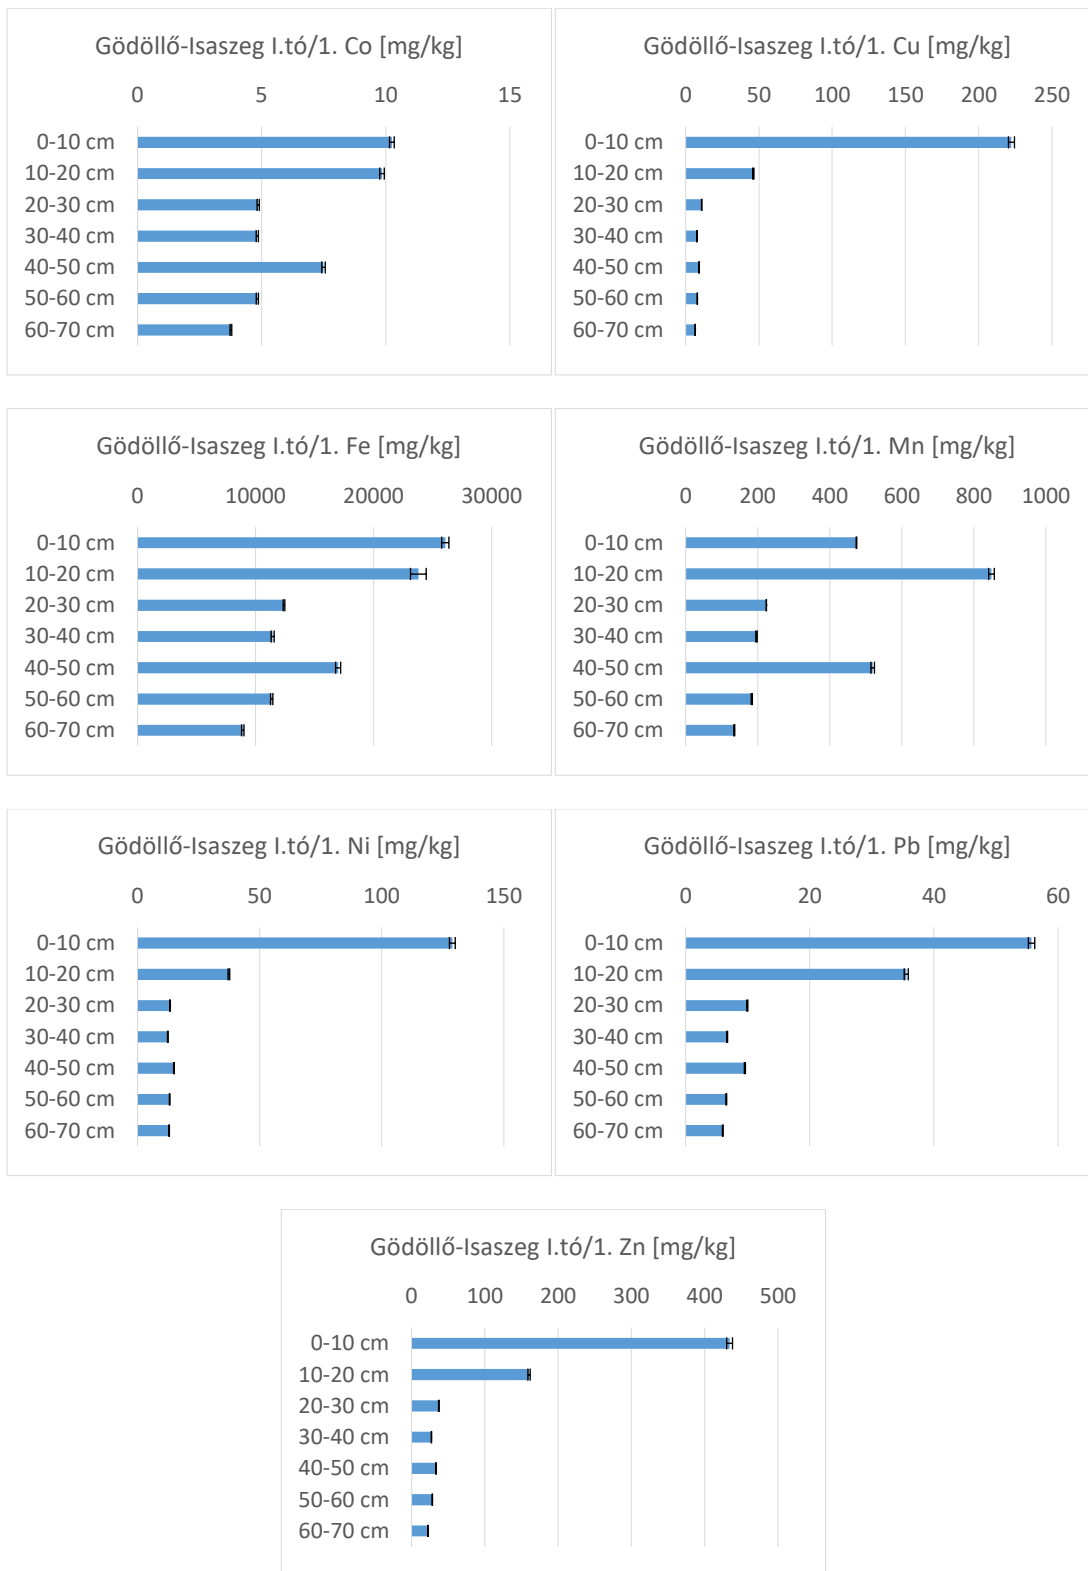 Gödöllő-Isaszeg I.tó/1. Co [mg/kg]
0 5 10 15
0-10 cm
10-20 cm
20-30 cm
30-40 cm
40-50 cm
50-60 cm
60-70 cm
Gödöllő-Isaszeg I.tó/1. Cu [mg/kg]
0 50 100 150 200 250
0-10 cm
10-20 cm
20-30 cm
30-40 cm
40-50 cm
50-60 cm
60-70 cm
Gödöllő-Isaszeg I.tó/1. Fe [mg/kg]
0 10000 20000 30000
0-10 cm
10-20 cm
20-30 cm
30-40 cm
40-50 cm
50-60 cm
60-70 cm
Gödöllő-Isaszeg I.tó/1. Mn [mg/kg]
0 200 400 600 800 1000
0-10 cm
10-20 cm
20-30 cm
30-40 cm
40-50 cm
50-60 cm
60-70 cm
Gödöllő-Isaszeg I.tó/1. Ni [mg/kg]
0 50 100 150
0-10 cm
10-20 cm
20-30 cm
30-40 cm
40-50 cm
50-60 cm
60-70 cm
Gödöllő-Isaszeg I.tó/1. Pb [mg/kg]
0 20 40 60
0-10 cm
10-20 cm
20-30 cm
30-40 cm
40-50 cm
50-60 cm
60-70 cm
Gödöllő-Isaszeg I.tó/1. Zn [mg/kg]
0 100 200 300 400 500
0-10 cm
10-20 cm
20-30 cm
30-40 cm
40-50 cm
50-60 cm
60-70 cm